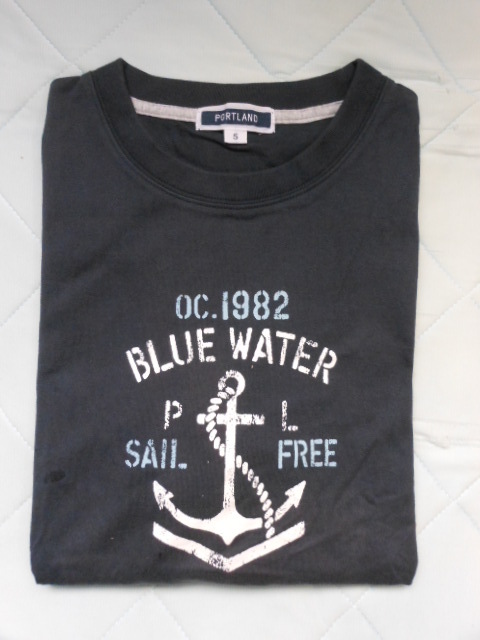 PORTLAND
S
OC.1982
BLUE WATER
P L
SAIL FREE